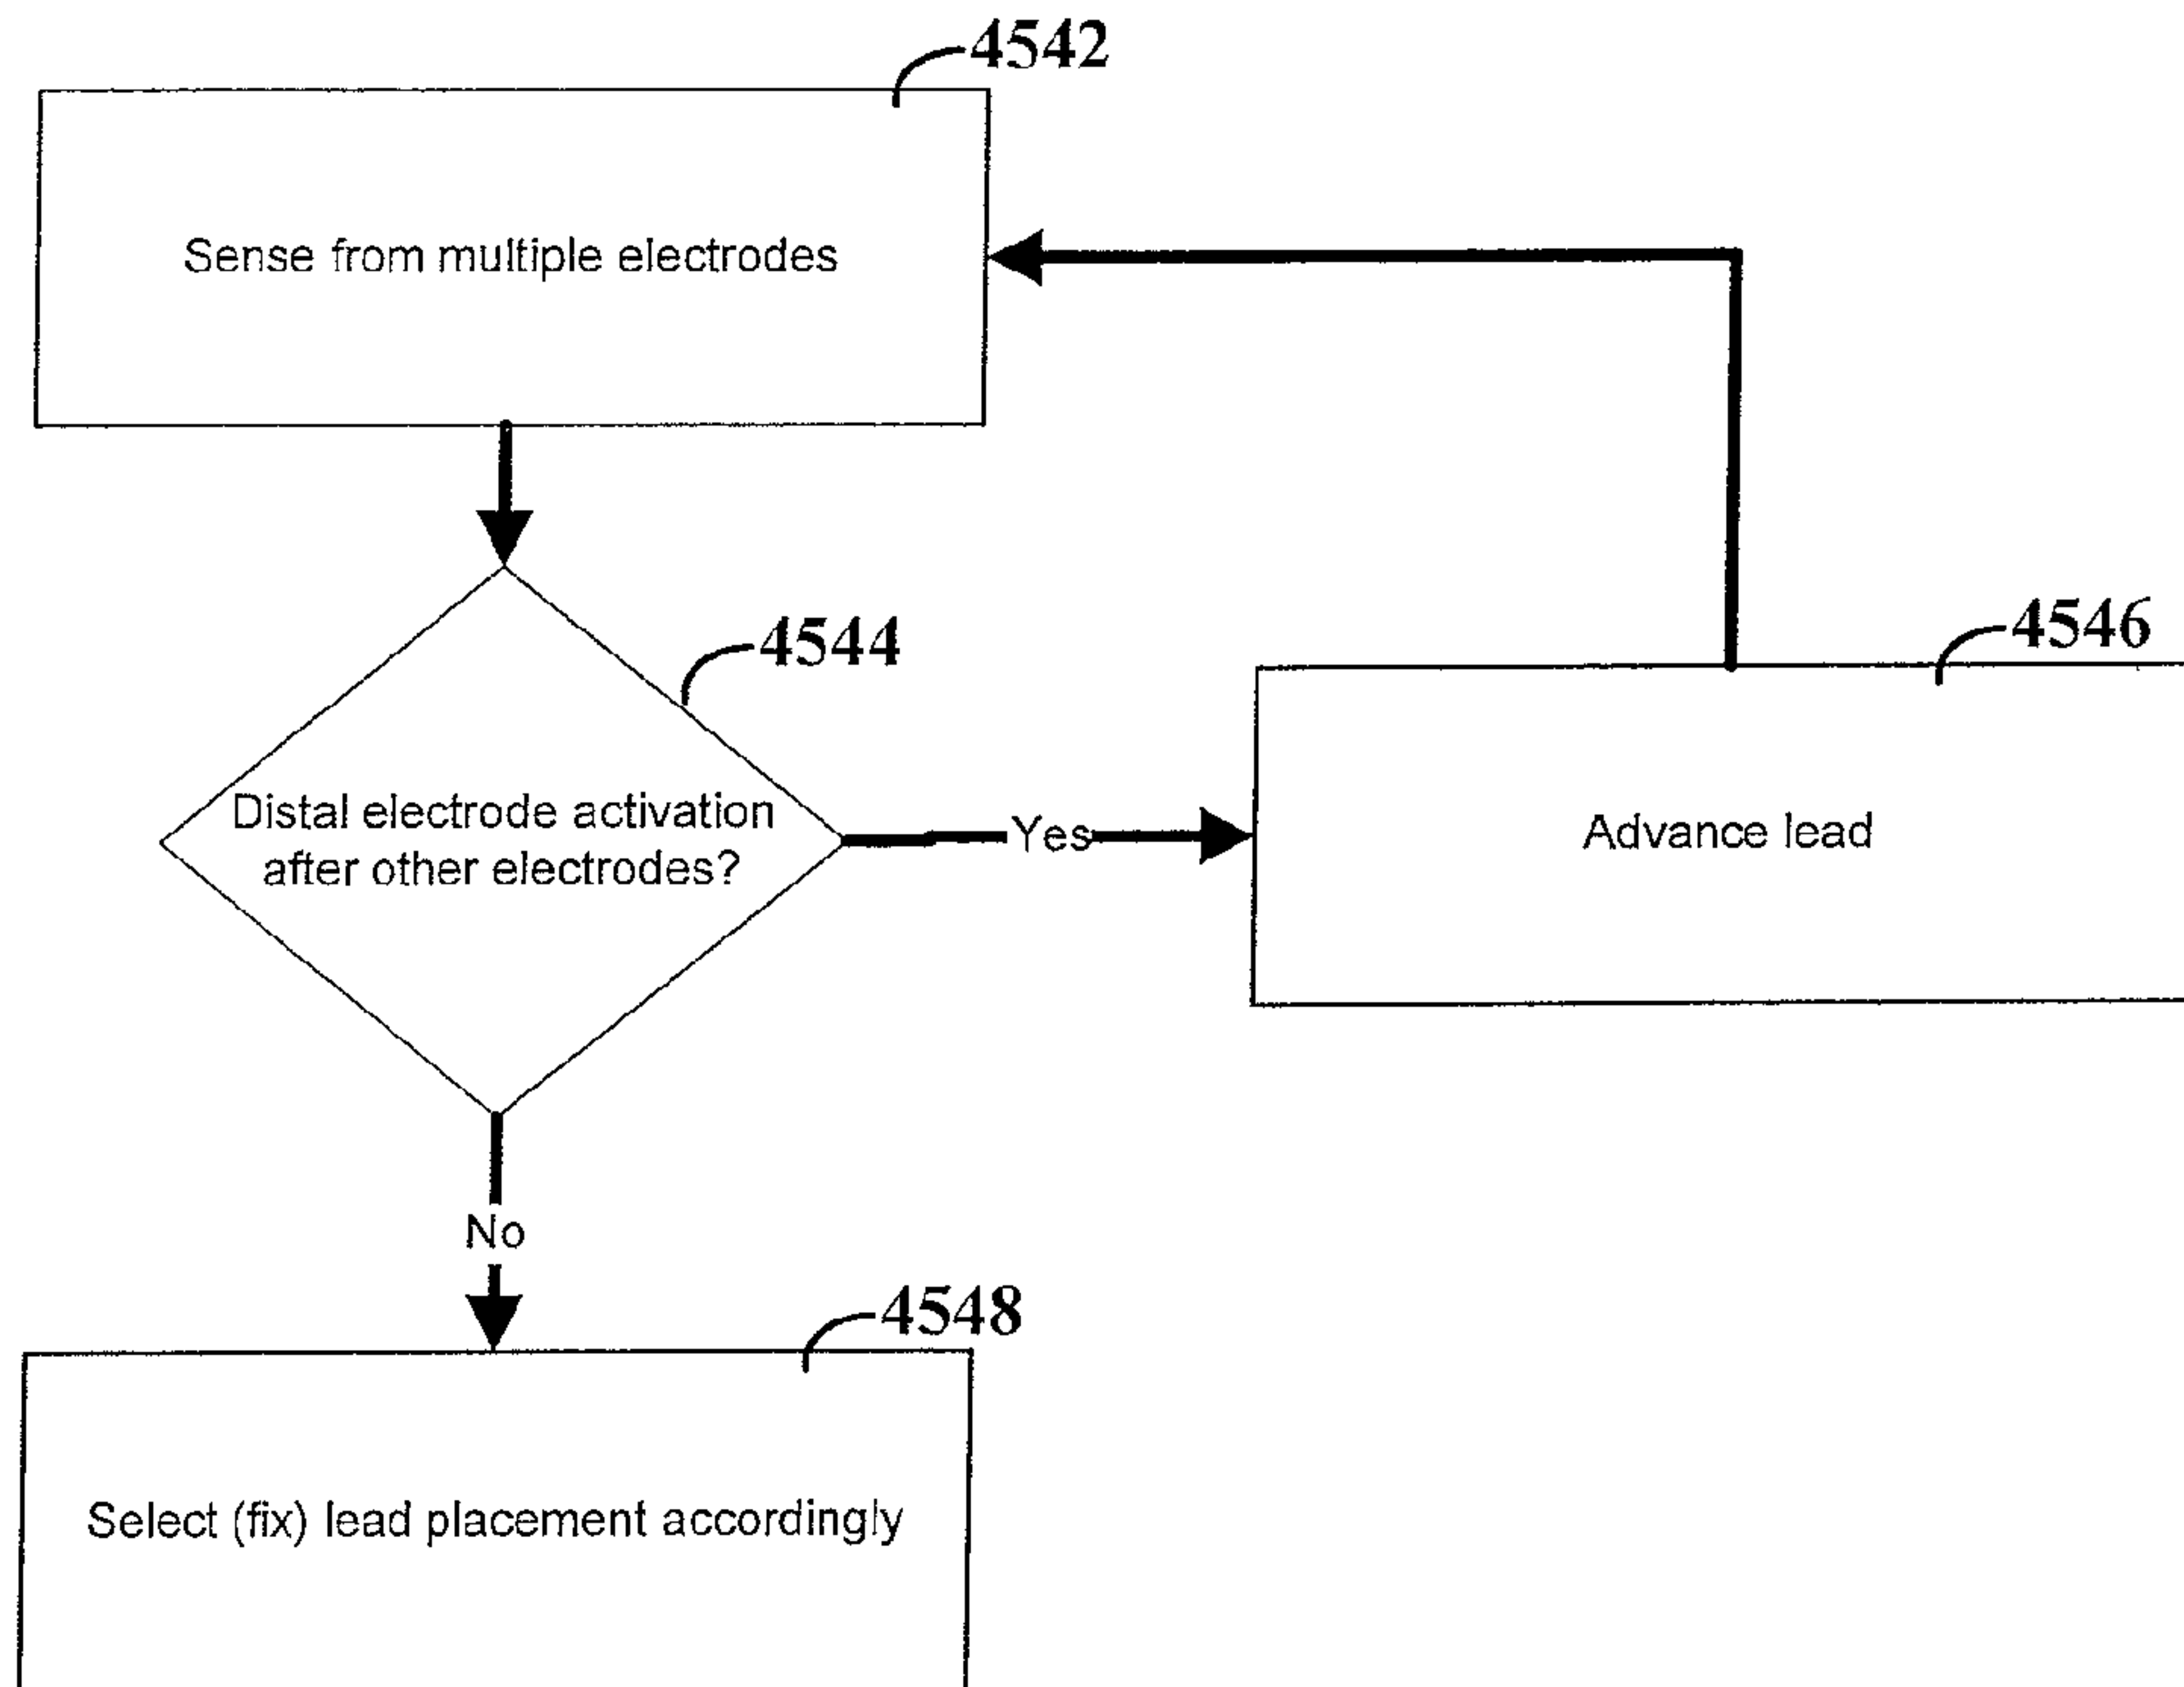 4542
Sense from multiple electrodes
4544
Distal electrode activation
after other electrodes?
Yes
4546
Advance lead
No
4548
Select (fix) lead placement accordingly